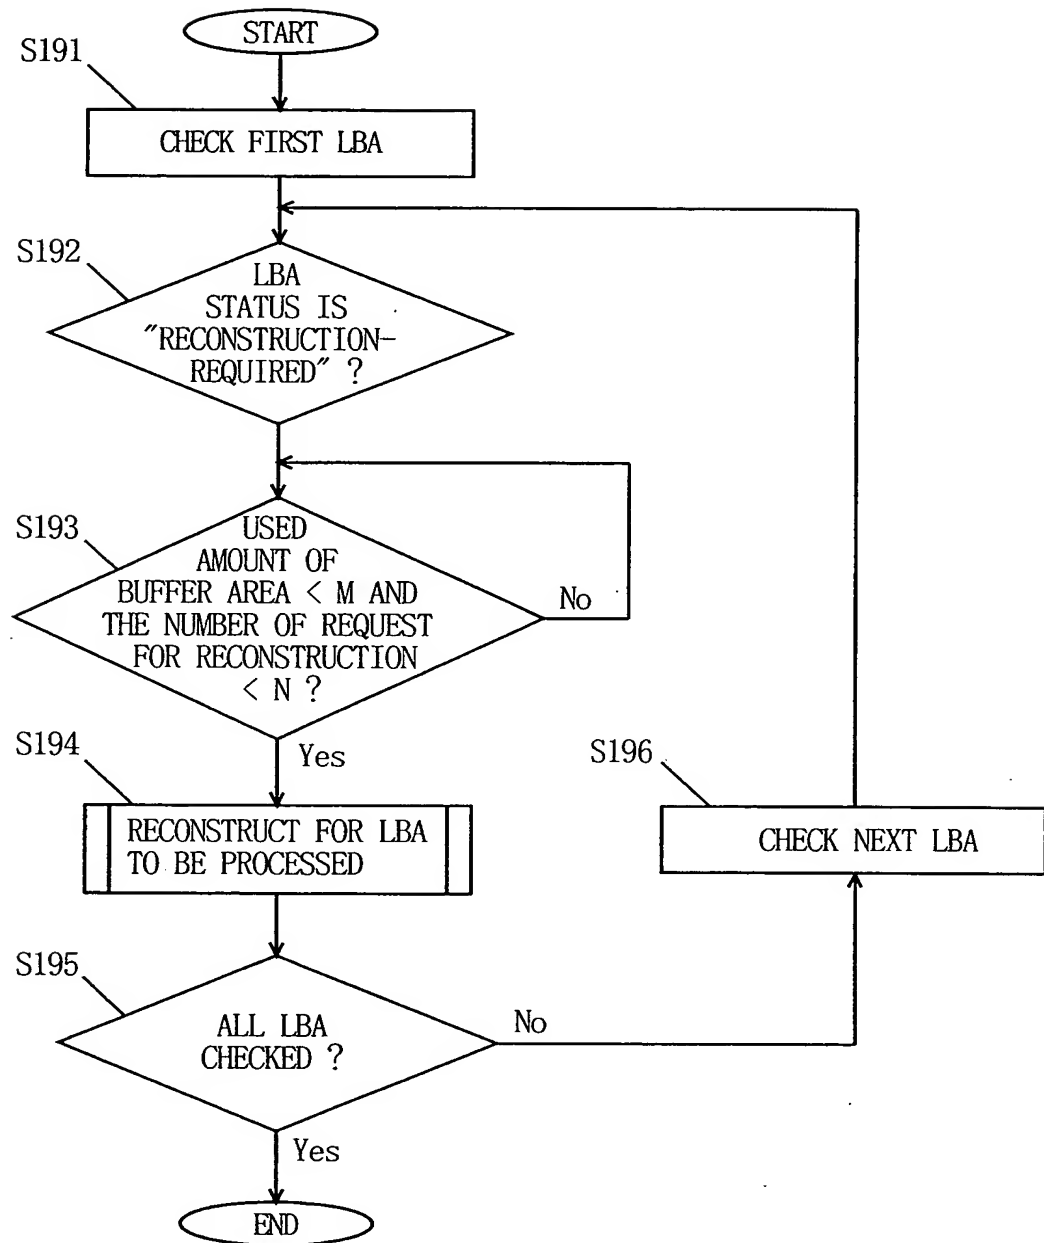 START
S191
CHECK FIRST LBA
S192
LBA
STATUS IS
"RECONSTRUCTION-
REQUIRED" ?
S193
USED
AMOUNT OF
BUFFER AREA < M AND
THE NUMBER OF REQUEST
FOR RECONSTRUCTION
< N ?
No
Yes
S194
RECONSTRUCT FOR LBA
TO BE PROCESSED
S196
CHECK NEXT LBA
S195
ALL LBA
CHECKED ?
No
Yes
END